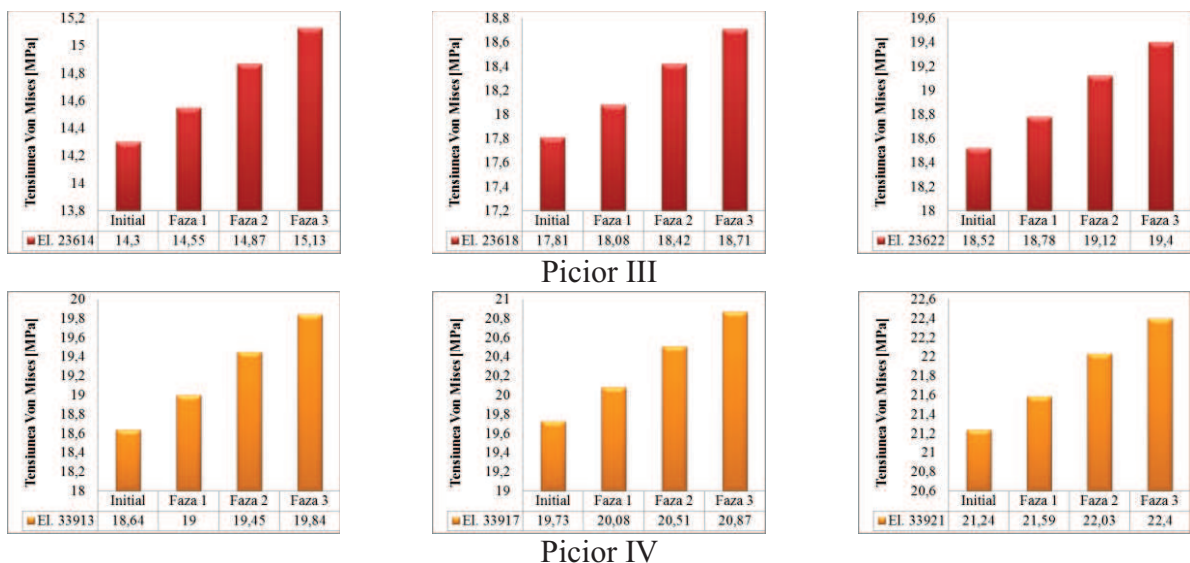 Tensiunea Von Mises [MPa]
15,2
15
14,8
14,6
14,4
14,2
14
13,8
Initial Faza 1 Faza 2 Faza 3
El. 23614 14,3 14,55 14,87 15,13
Tensiunea Von Mises [MPa]
18,8
18,6
18,4
18,2
18
17,8
17,6
17,4
17,2
Initial Faza 1 Faza 2 Faza 3
El. 23618 17,81 18,08 18,42 18,71
Tensiunea Von Mises [MPa]
19,6
19,4
19,2
19
18,8
18,6
18,4
18,2
18
Initial Faza 1 Faza 2 Faza 3
El. 23622 18,52 18,78 19,12 19,4
Picior III
Tensiunea Von Mises [MPa]
20
19,8
19,6
19,4
19,2
19
18,8
18,6
18,4
18,2
18
Initial Faza 1 Faza 2 Faza 3
El. 33913 18,64 19 19,45 19,84
Tensiunea Von Mises [MPa]
21
20,8
20,6
20,4
20,2
20
19,8
19,6
19,4
19,2
19
Initial Faza 1 Faza 2 Faza 3
El. 33917 19,73 20,08 20,51 20,87
Tensiunea Von Mises [MPa]
22,6
22,4
22,2
22
21,8
21,6
21,4
21,2
21
20,8
20,6
Initial Faza 1 Faza 2 Faza 3
El. 33921 21,24 21,59 22,03 22,4
Picior IV